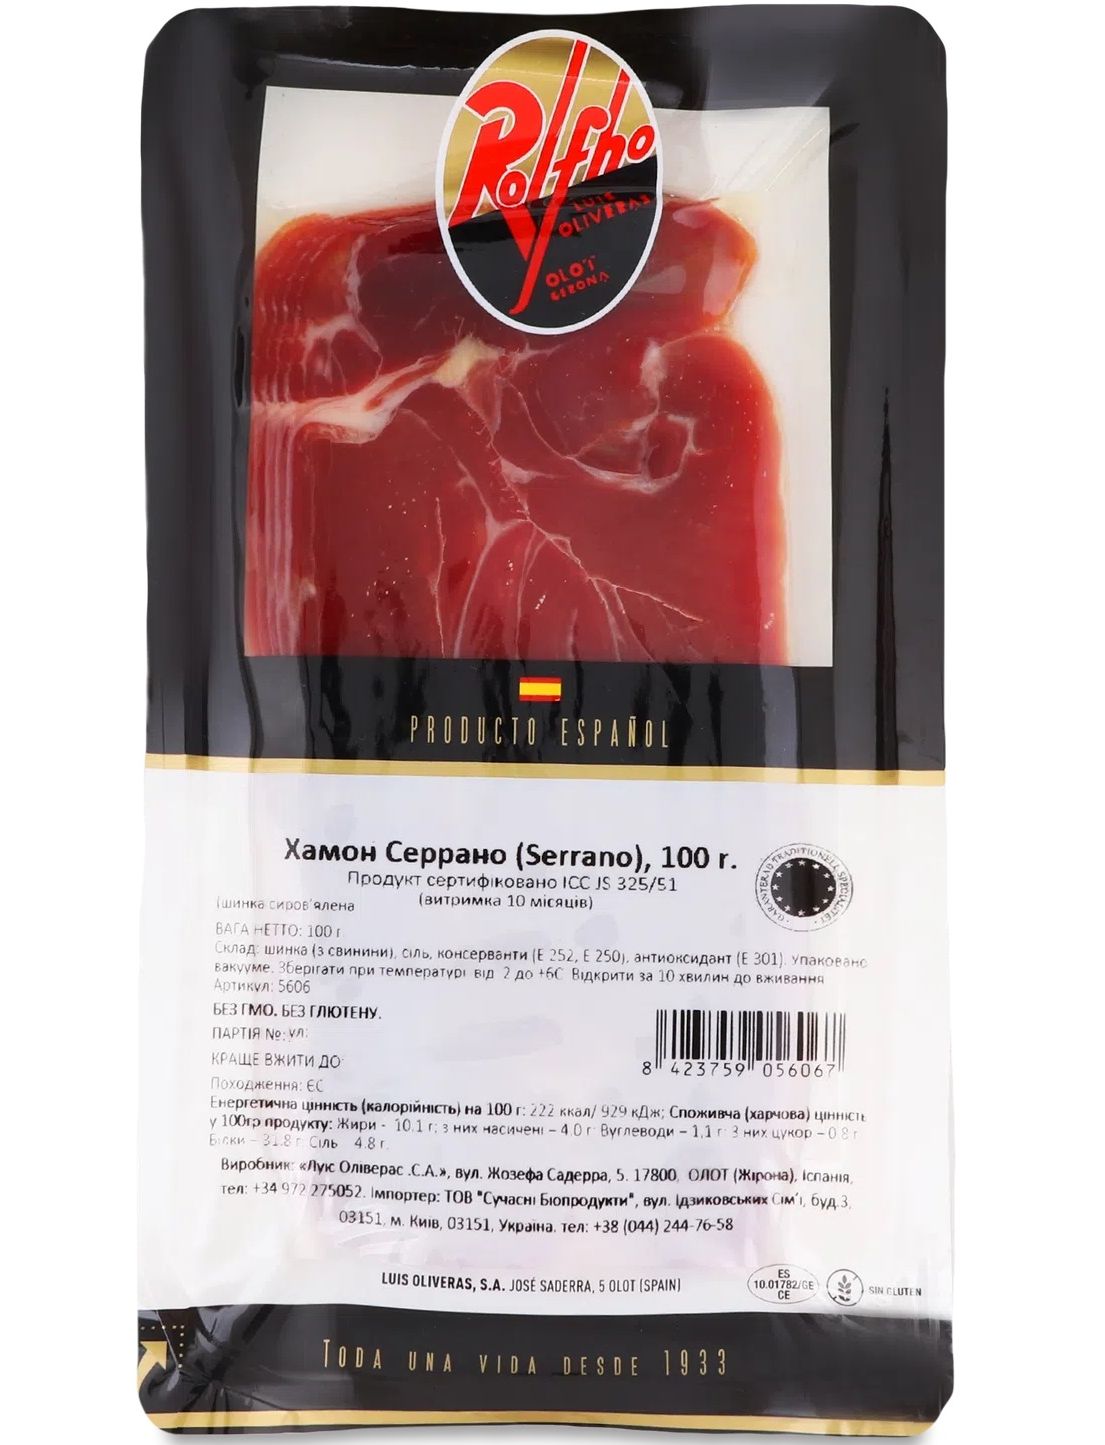 Rolfho
LUIS
OLIVERAS
OLOT
GERONA
PRODUCTO ESPAÑOL
Хамон Серрано (Serrano), 100 г.
Продукт сертифіковано ICC JS 325/51
(шинка сиров'ялена (витримка 10 місяців)
GARANTERAD TRADITIONELL SPECIALITET
ВАГА НЕТТО: 100 г.
Склад: шинка (з свинини), сіль, консерванти (Е 252, Е 250), антиоксидант (Е 301). Упаковано
вакууме. Зберігати при температурі від 2 до +6С Відкрити за 10 хвилин до вживання
Артикул: 5606
БЕЗ ГМО. БЕЗ ГЛЮТЕНУ.
ПАРТІЯ №: ул:
КРАЩЕ ВЖИТИ ДО:
8 423759 056067
Походження: ЄС
Енергетична цінність (калорійність) на 100 г: 222 ккал/ 929 кДж; Споживча (харчова) цінність
у 100гр продукту: Жири - 10.1 г; з них насичені – 4.0 г Вуглеводи – 1,1 г З них цукор – 0.8 г
Білки – 31.8 г Сіль 4.8 г.
Виробник: «Луїс Оліверас .С.А.», вул. Жозефа Садерра, 5. 17800, ОЛОТ (Жірона), Іспанія,
тел: +34 972 275052. Імпортер: ТОВ "Сучасні Біопродукти", вул. Ідзиковських Сім'ї, буд.3,
03151, м. Київ, 03151, Україна. тел: +38 (044) 244-76-58
LUIS OLIVERAS, S.A. JOSÉ SADERRA, 5 OLOT (SPAIN)
ES
10.01782/GE
CE
SIN GLUTEN
TODA UNA VIDA DESDE 1933